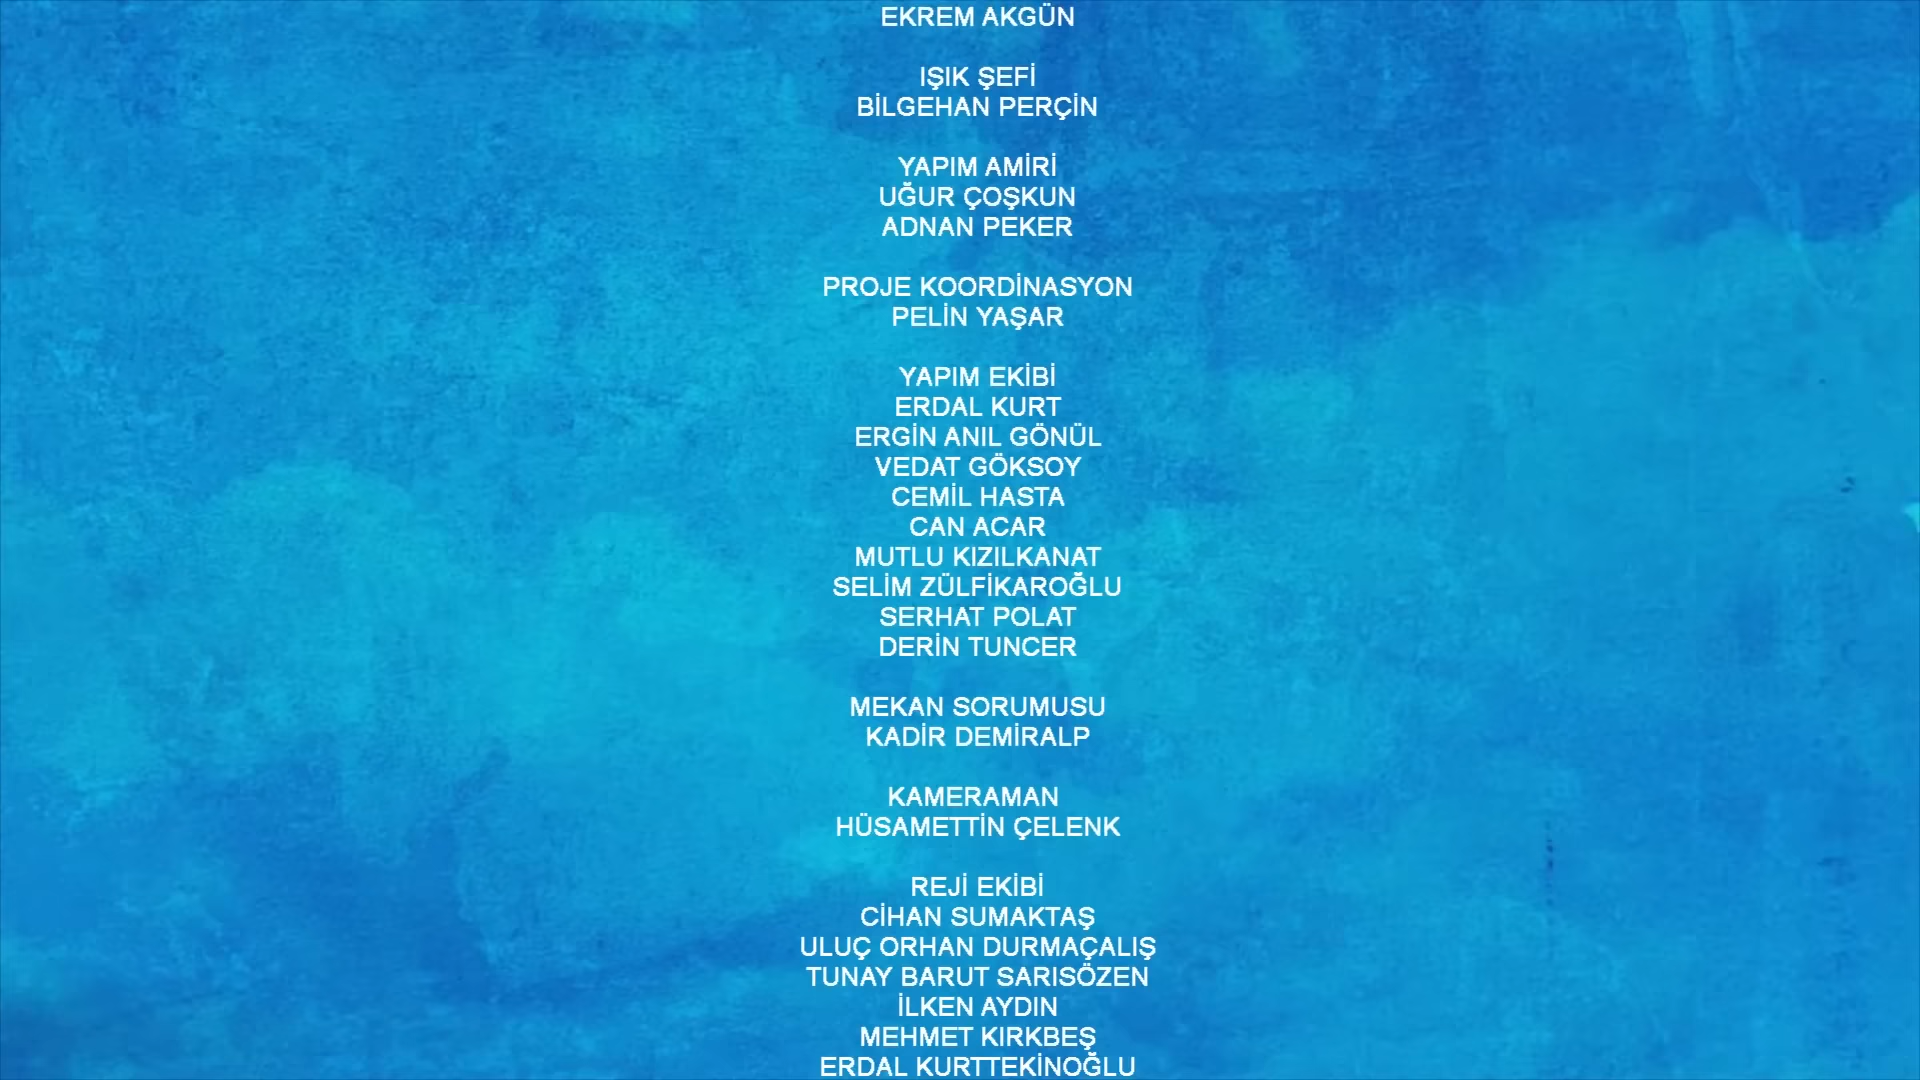 EKREM AKGÜN
IŞIK ŞEFİ
BİLGEHAN PERÇİN
YAPIM AMİRİ
UĞUR ÇOŞKUN
ADNAN PEKER
PROJE KOORDİNASYON
PELİN YAŞAR
YAPIM EKİBİ
ERDAL KURT
ERGİN ANIL GÖNÜL
VEDAT GÖKSOY
CEMİL HASTA
CAN ACAR
MUTLU KIZILKANAT
SELİM ZÜLFİKAROĞLU
SERHAT POLAT
DERİN TUNCER
MEKAN SORUMUSU
KADİR DEMİRALP
KAMERAMAN
HÜSAMETTİN ÇELENK
REJİ EKİBİ
CİHAN SUMAKTAŞ
ULUÇ ORHAN DURMAÇALIŞ
TUNAY BARUT SARISÖZEN
İLKEN AYDIN
MEHMET KIRKBEŞ
ERDAL KURTTEKİNOĞLU